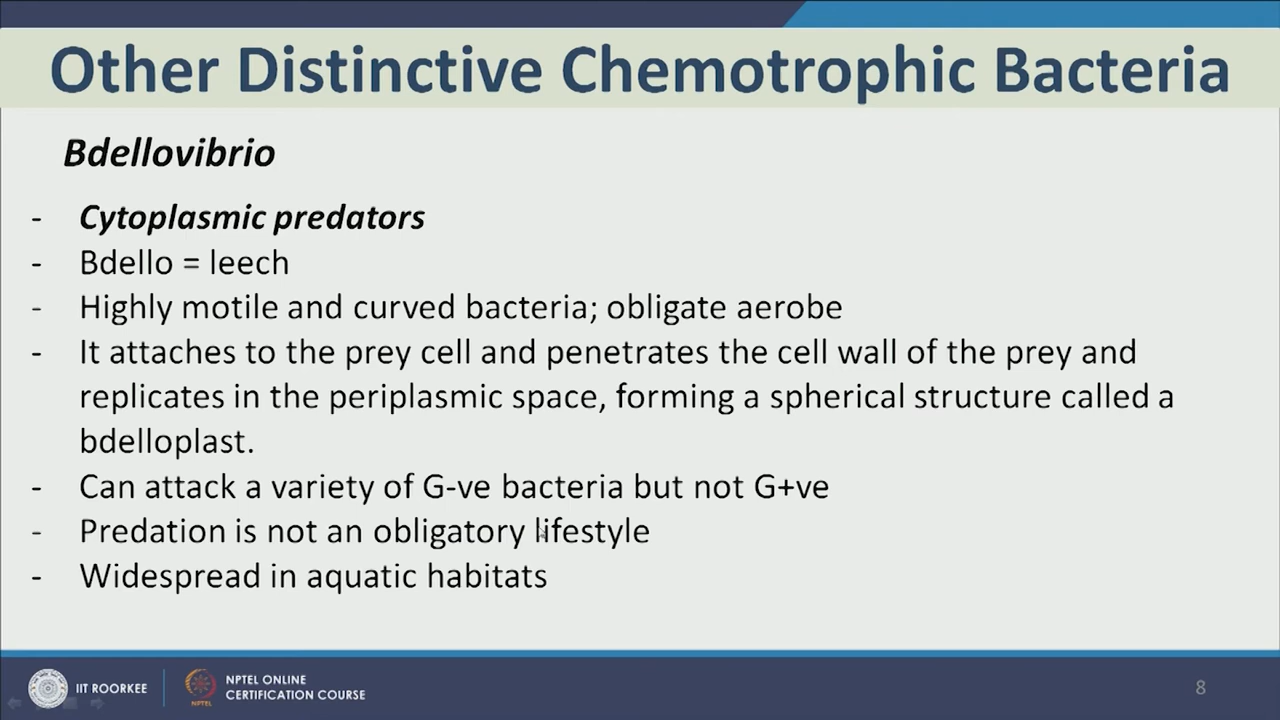 Other Distinctive Chemotrophic Bacteria
Bdellovibrio
- Cytoplasmic predators
- Bdello = leech
- Highly motile and curved bacteria; obligate aerobe
- It attaches to the prey cell and penetrates the cell wall of the prey and
replicates in the periplasmic space, forming a spherical structure called a
bdelloplast.
- Can attack a variety of G-ve bacteria but not G+ve
- Predation is not an obligatory lifestyle
- Widespread in aquatic habitats
IIT ROORKEE
NPTEL
NPTEL ONLINE
CERTIFICATION COURSE
8